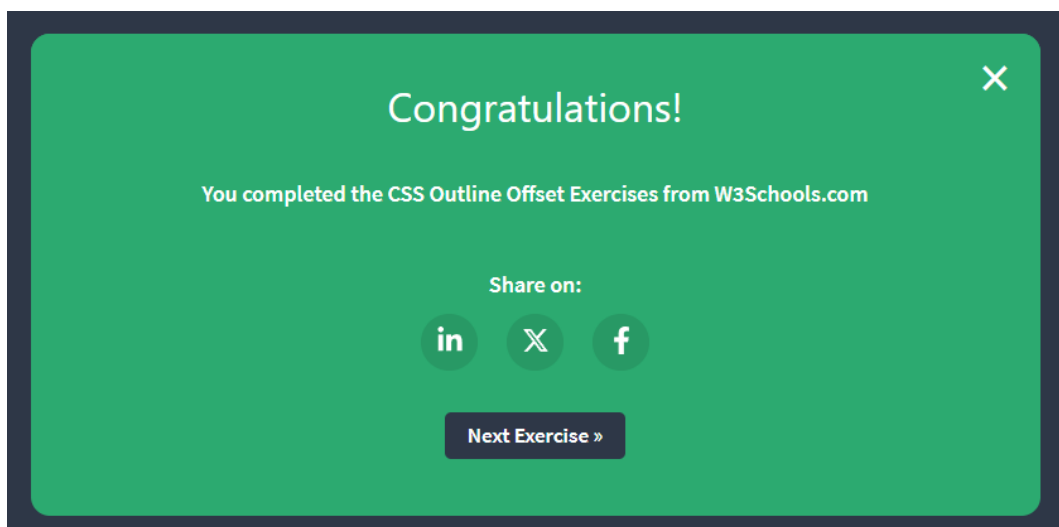 Congratulations!
You completed the CSS Outline Offset Exercises from W3Schools.com
Share on:
in X f
Next Exercise »